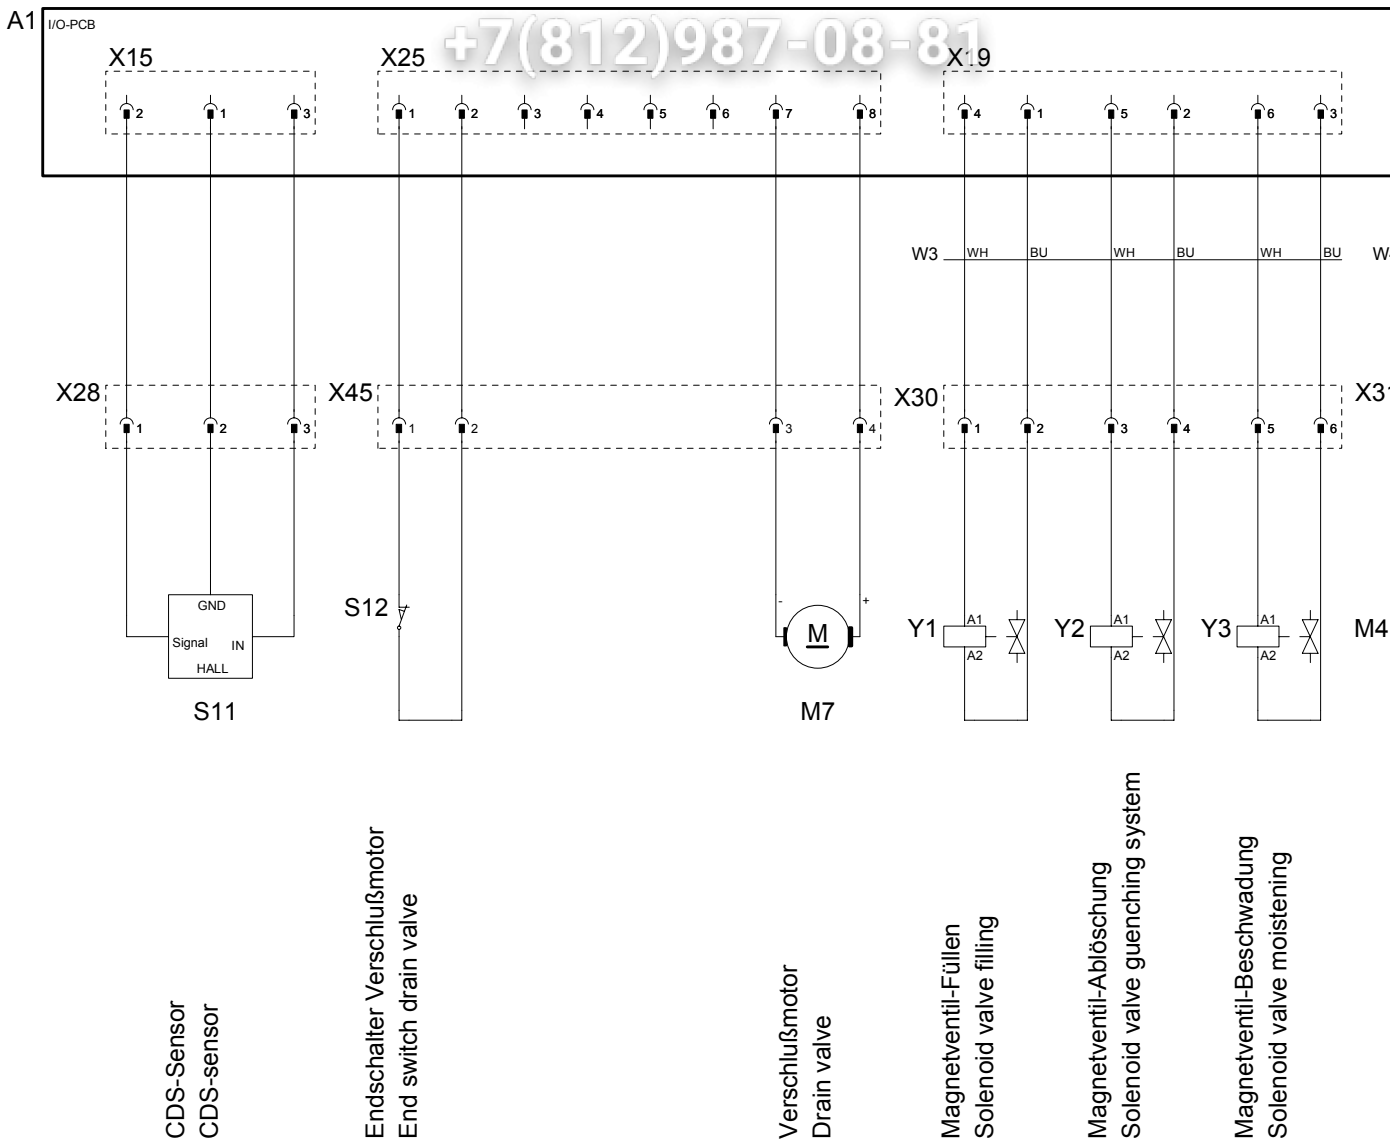 A1 I/O-PCB
+7(812)987-08-81
X15 X25 X19
2 1 3 1 2 3 4 5 6 7 8 4 1 5 2 6 3
W3 WH BU WH BU WH BU
X28 X45 X30 X31
1 2 3 1 2 3 4 1 2 3 4 5 6
GND
Signal IN
HALL
S11
S12
- +
M
M7
Y1 A1
A2
Y2 A1
A2
Y3 A1
A2
M4
CDS-Sensor
CDS-sensor
Endschalter Verschlußmotor
End switch drain valve
Verschlußmotor
Drain valve
Magnetventil-Füllen
Solenoid valve filling
Magnetventil-Ablöschung
Solenoid valve guenching system
Magnetventil-Beschwadung
Solenoid valve moistening